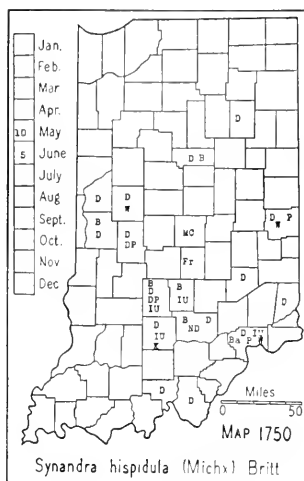 Jan.
Feb.
Mar
Apr.
10 May
5 June
July
Aug
Sept.
Oct.
Nov
Dec
D
D B
D
D
W
B
D
D
DP
MC
D P
W
Fr
D
B
D
DP
IU
B
IU
B D
ND
D
D
IU
K
D IU
Ba P W
D
D
Miles
0 50
MAP 1750
Synandra hispidula (Michx) Britt